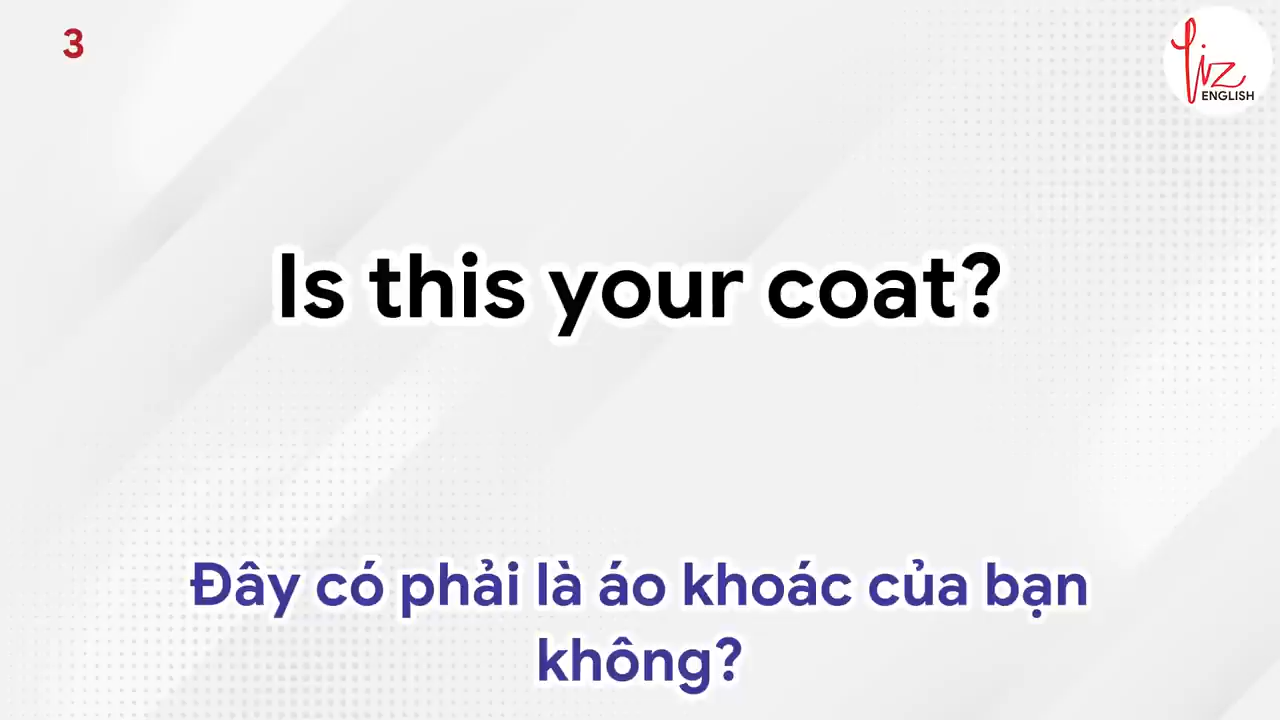 3
Liz
ENGLISH
Is this your coat?
Đây có phải là áo khoác của bạn
không?